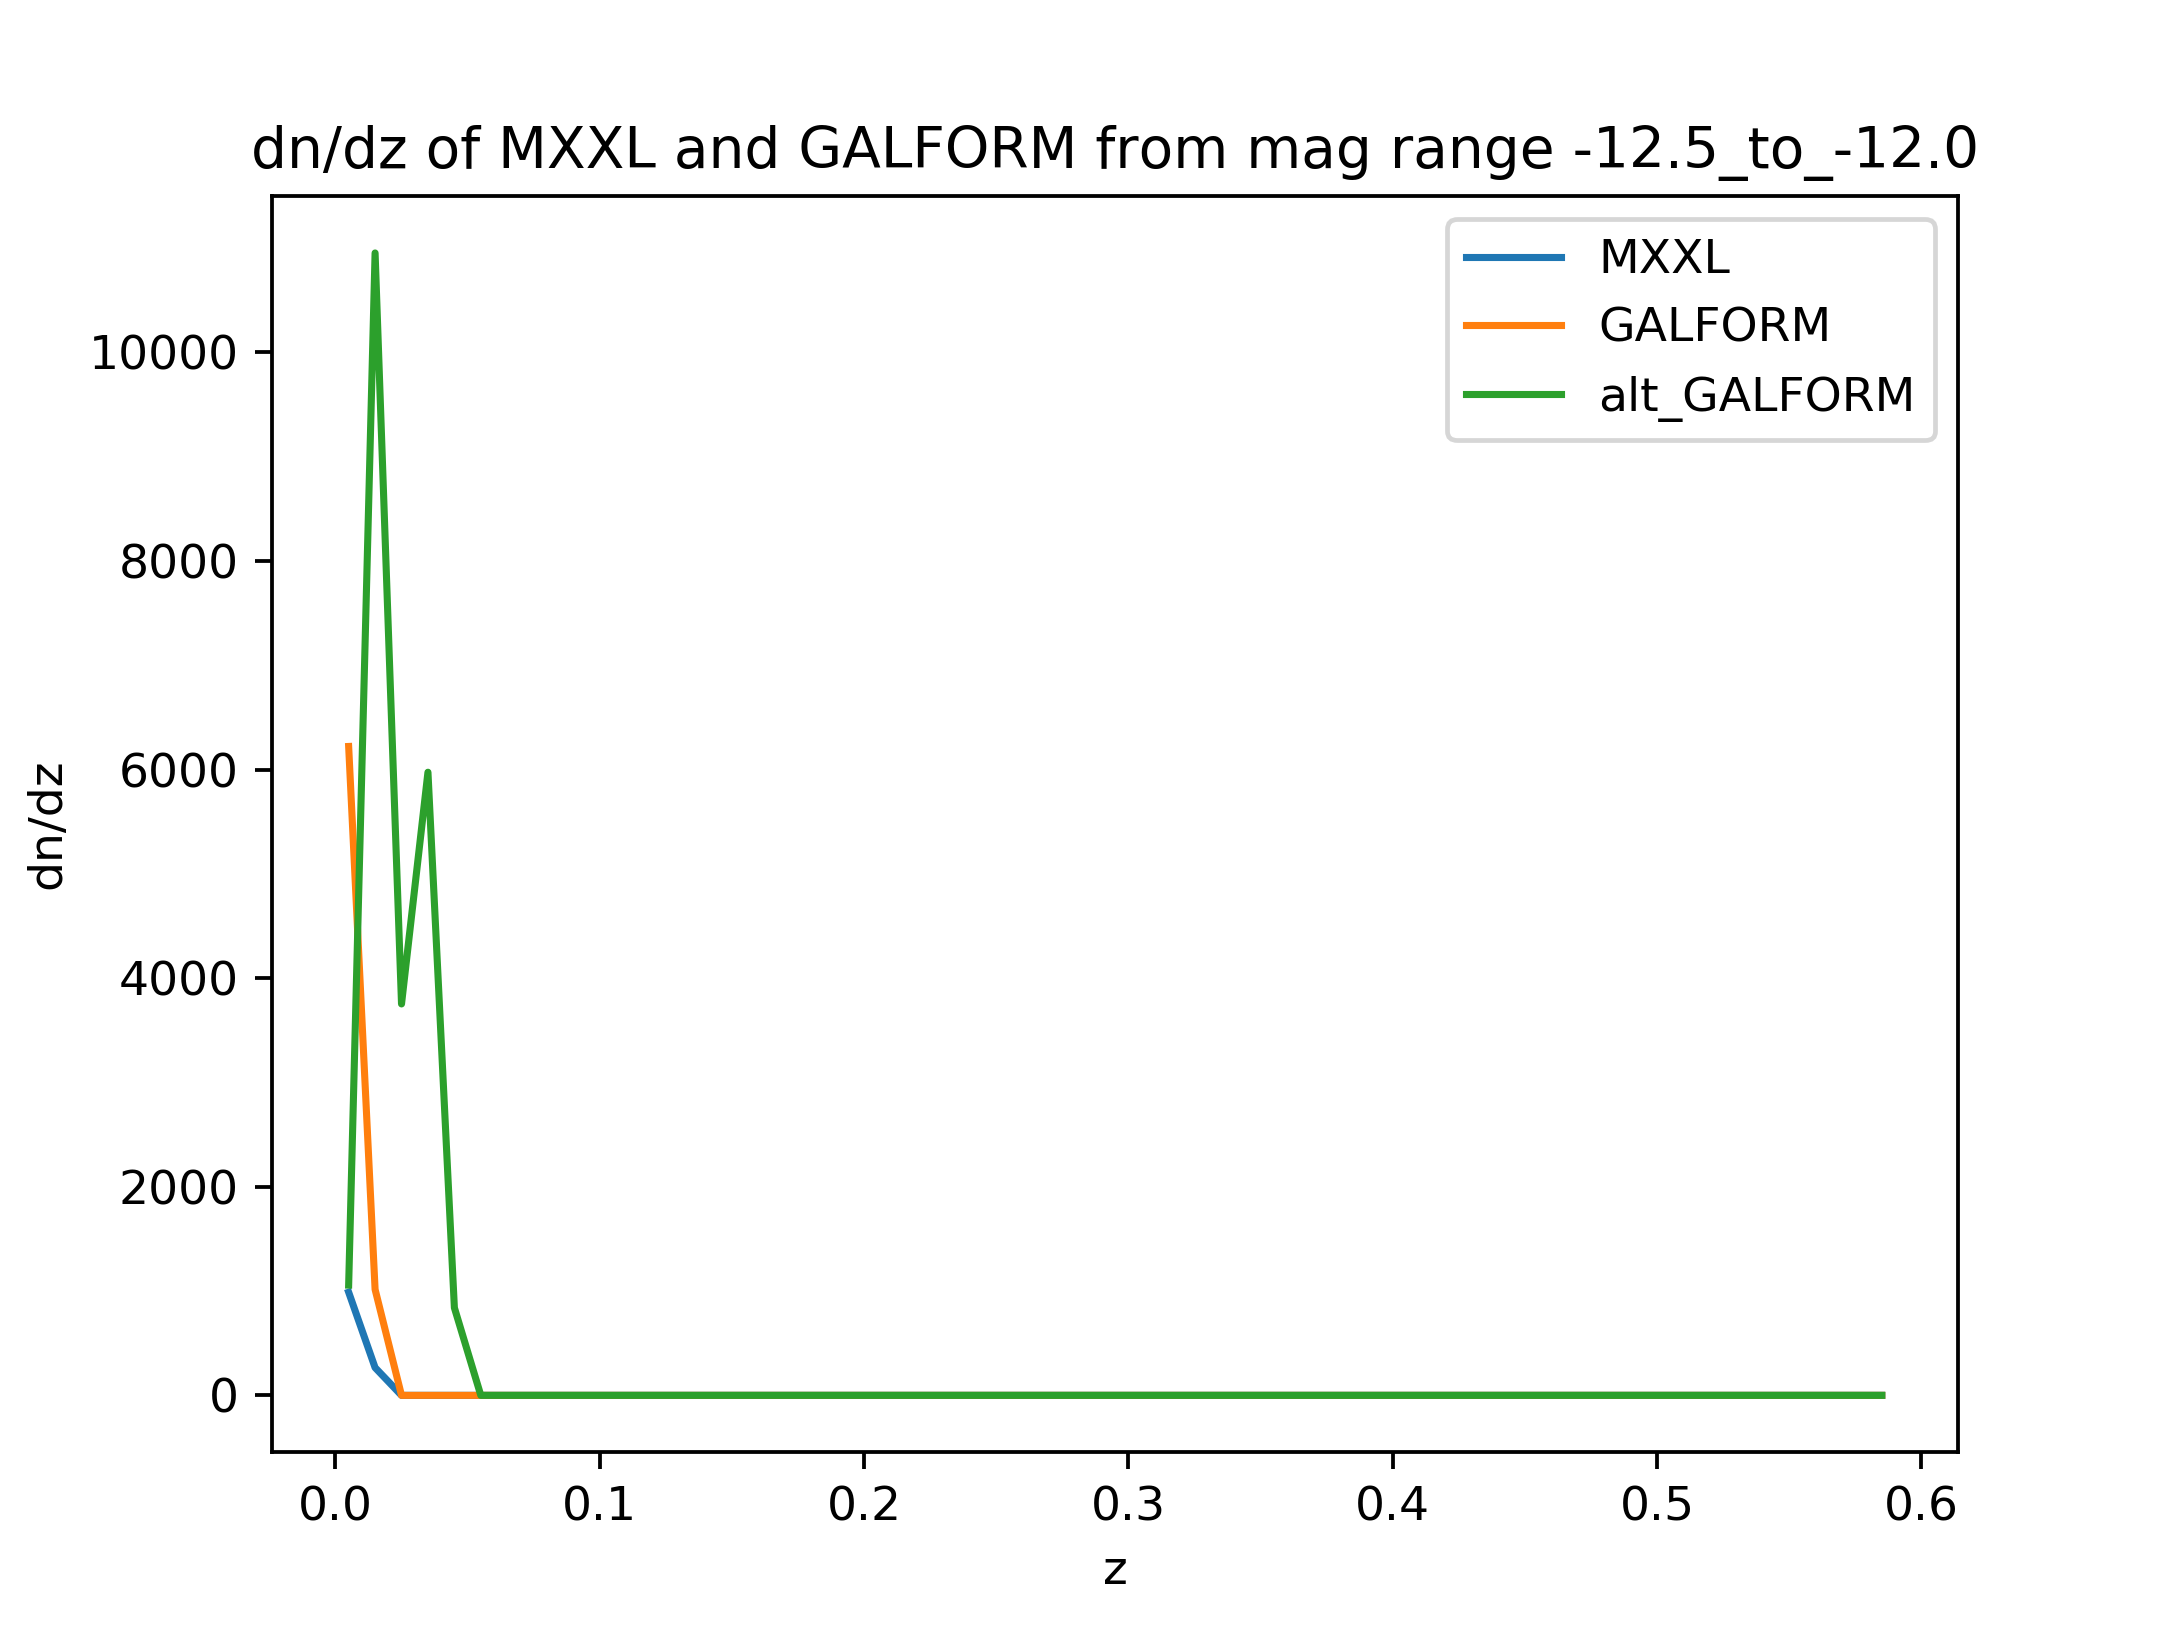 dn/dz of MXXL and GALFORM from mag range -12.5_to_-12.0
MXXL
GALFORM
alt_GALFORM
dn/dz
10000
8000
6000
4000
2000
0
0.0 0.1 0.2 0.3 0.4 0.5 0.6
z